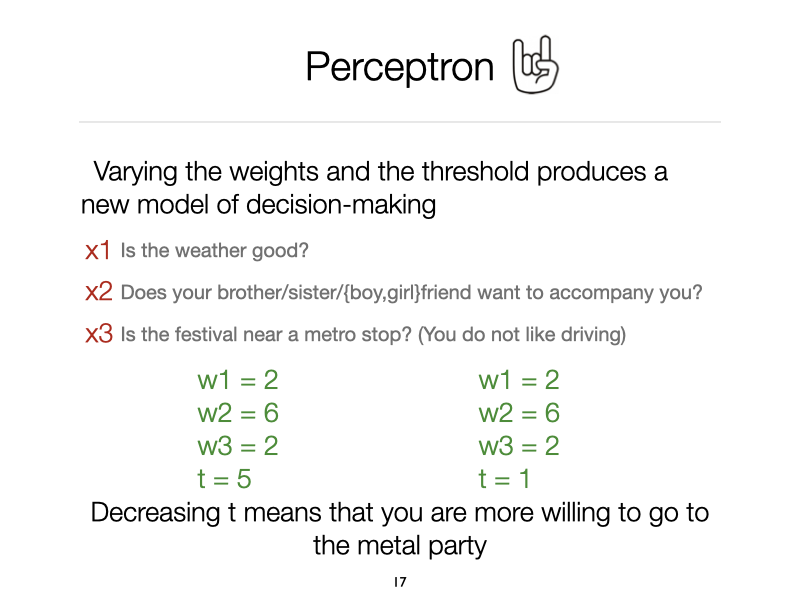 Perceptron
Varying the weights and the threshold produces a
new model of decision-making
x1 Is the weather good?
x2 Does your brother/sister/{boy,girl}friend want to accompany you?
x3 Is the festival near a metro stop? (You do not like driving)
w1 = 2
w2 = 6
w3 = 2
t = 5
w1 = 2
w2 = 6
w3 = 2
t = 1
Decreasing t means that you are more willing to go to
the metal party
17